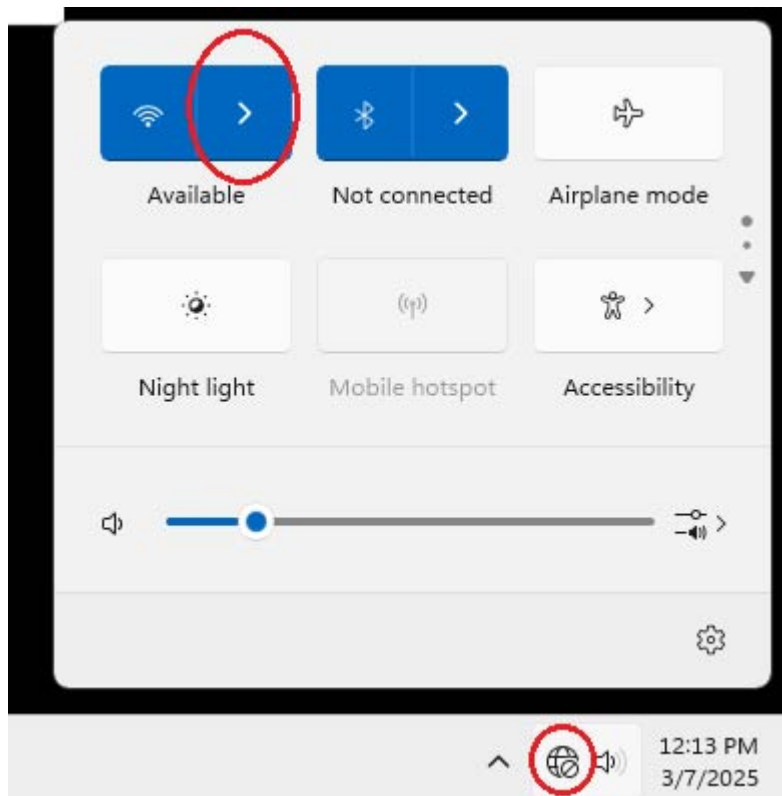 Available
Not connected
Airplane mode
Night light
Mobile hotspot
Accessibility
12:13 PM
3/7/2025